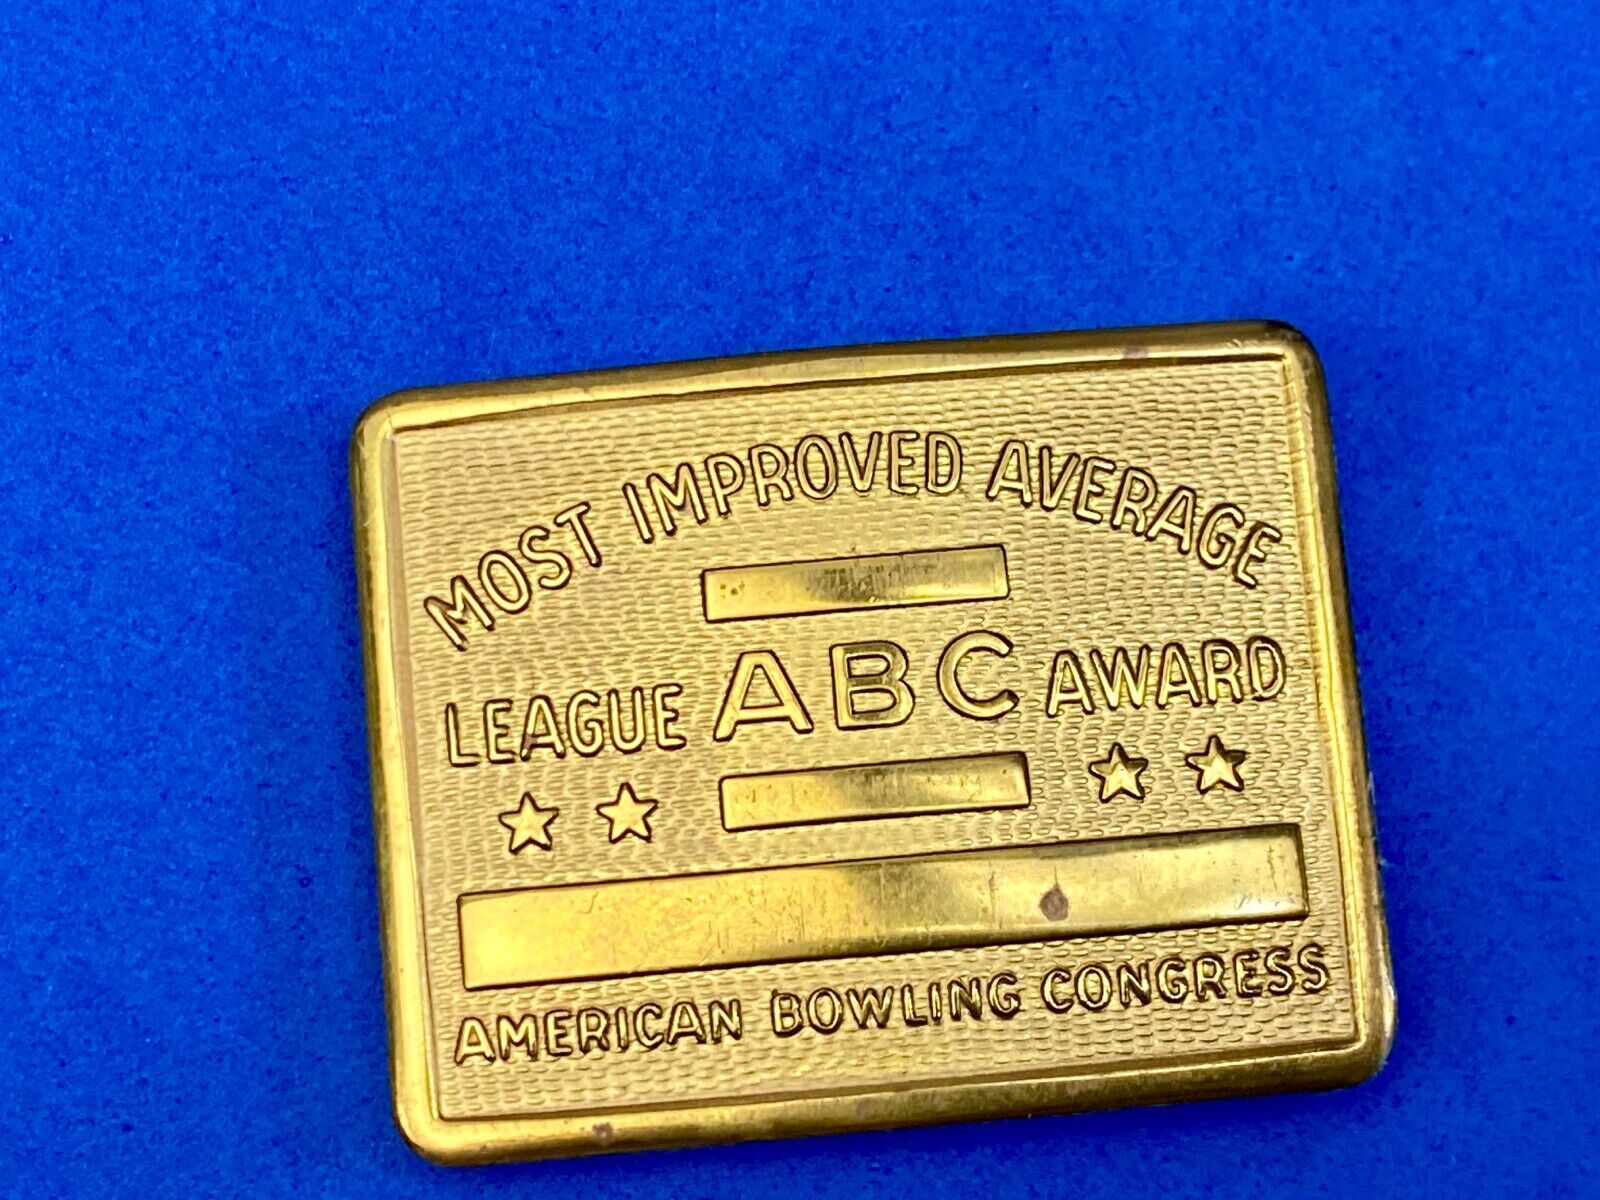 MOST IMPROVED AVERAGE
LEAGUE ABC AWARD
AMERICAN BOWLING CONGRESS